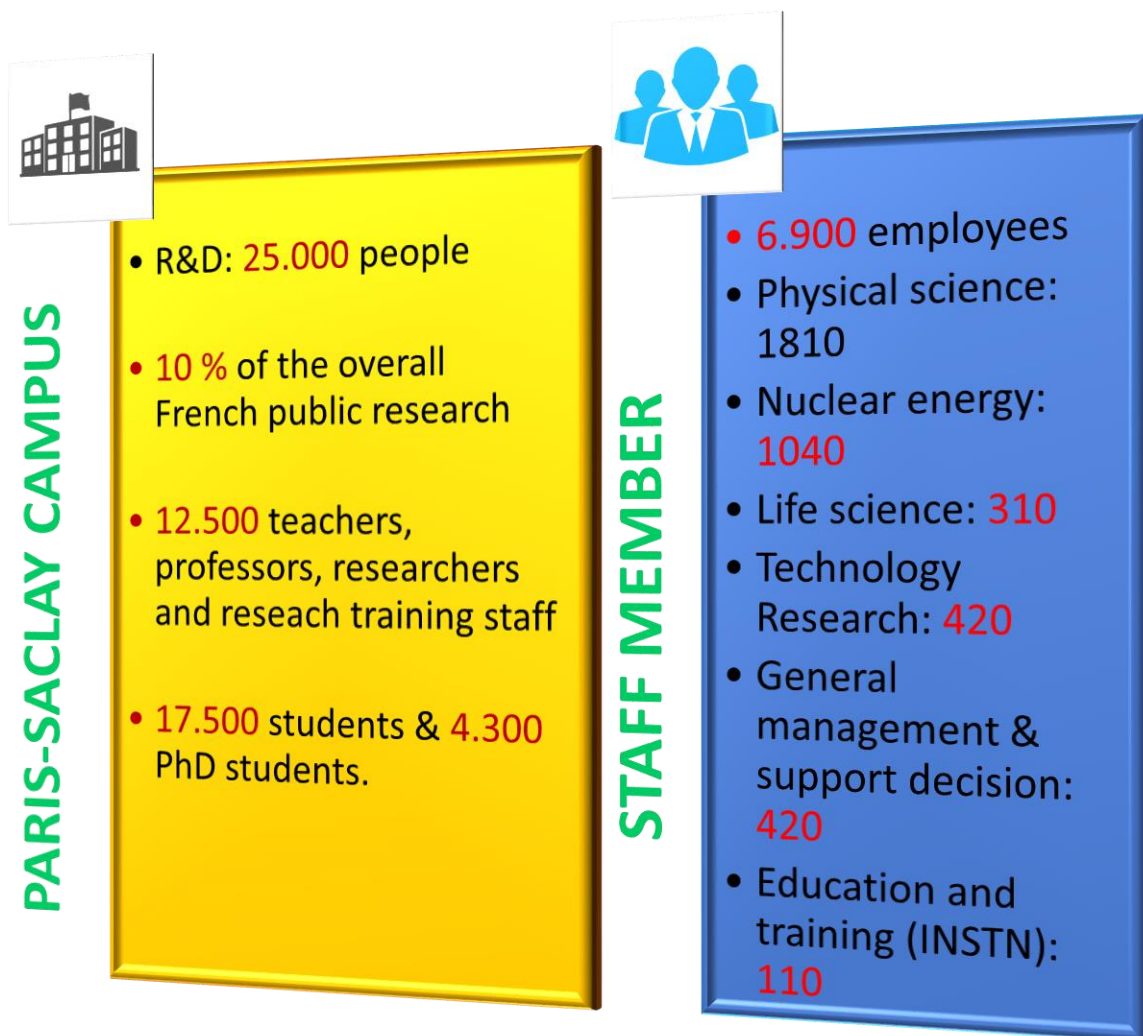 PARIS-SACLAY CAMPUS
• R&D: 25.000 people
• 10 % of the overall
French public research
• 12.500 teachers,
professors, researchers
and reseach training staff
• 17.500 students & 4.300
PhD students.
STAFF MEMBER
• 6.900 employees
• Physical science:
1810
• Nuclear energy:
1040
• Life science: 310
• Technology
Research: 420
• General
management &
support decision:
420
• Education and
training (INSTN):
110